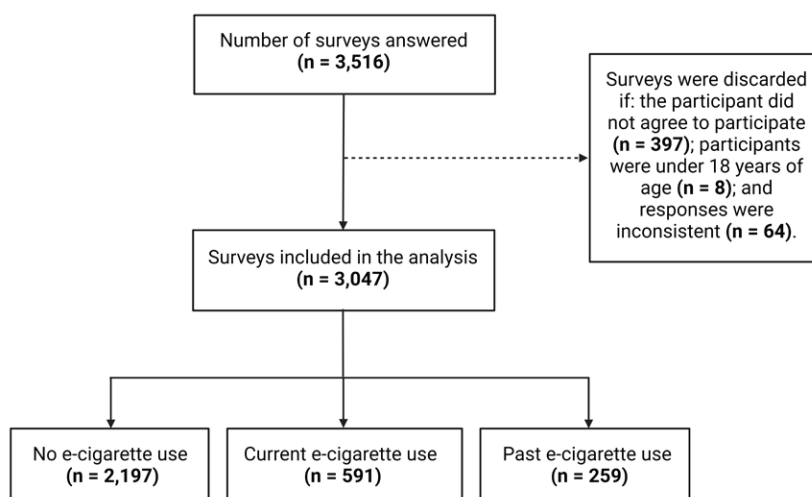 Number of surveys answered
(n = 3,516)
Surveys were discarded
if: the participant did
not agree to participate
(n = 397); participants
were under 18 years of
age (n = 8); and
responses were
inconsistent (n = 64).
Surveys included in the analysis
(n = 3,047)
No e-cigarette use
(n = 2,197)
Current e-cigarette use
(n = 591)
Past e-cigarette use
(n = 259)